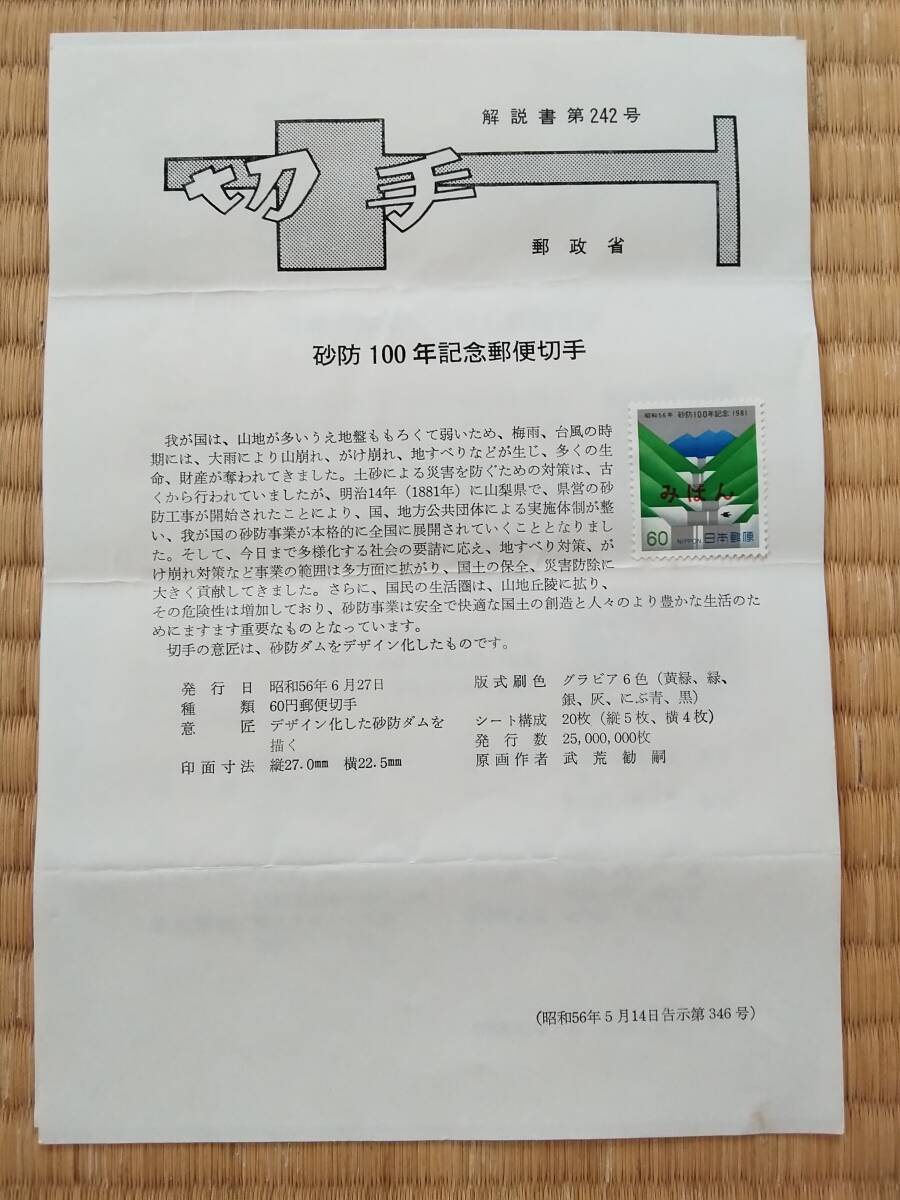 解説書第242号
切手
郵政省
砂防100年記念郵便切手
我が国は、山地が多いうえ地盤ももろくて弱いため、梅雨、台風の時
期には、大雨により山崩れ、がけ崩れ、地すべりなどが生じ、多くの生
命、財産が奪われてきました。土砂による災害を防ぐための対策は、古
くから行われていましたが、明治14年(1881年)に山梨県で、県営の砂
防工事が開始されたことにより、国、地方公共団体による実施体制が整
い、我が国の砂防事業が本格的に全国に展開されていくこととなりまし
た。そして、今日まで多様化する社会の要請に応え、地すべり対策、が
け崩れ対策など事業の範囲は多方面に拡がり、国土の保全、災害防除に
大きく貢献してきました。さらに、国民の生活圏は、山地丘陵に拡り、
その危険性は増加しており、砂防事業は安全で快適な国土の創造と人々のより豊かな生活のた
めにますます重要なものとなっています。
切手の意匠は、砂防ダムをデザイン化したものです。
昭和56年 砂防100年記念 1981
みほん
60 NIPPON 日本郵便
発行日 昭和56年6月27日
種類 60円郵便切手
意匠 デザイン化した砂防ダムを
描く
印面寸法 縦27.0mm 横22.5mm
版式刷色 グラビア6色(黄緑、緑、
銀、灰、にぶ青、黒)
シート構成 20枚(縦5枚、横4枚)
発行数 25,000,000枚
原画作者 武荒勧嗣
(昭和56年5月14日告示第346号)